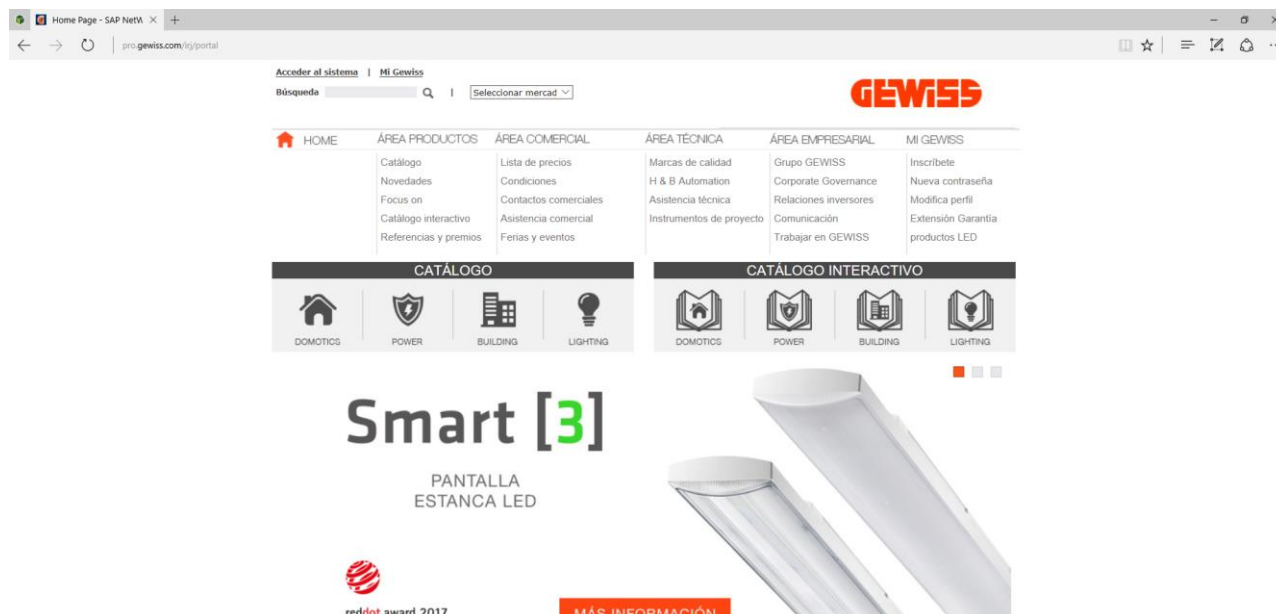 Home Page - SAP NetW
pro.gewiss.com/irj/portal
Acceder al sistema | Mi Gewiss
Búsqueda | Seleccionar mercad
GEWISS
HOME ÁREA PRODUCTOS ÁREA COMERCIAL ÁREA TÉCNICA ÁREA EMPRESARIAL MI GEWISS
Catálogo Lista de precios Marcas de calidad Grupo GEWISS Inscríbete
Novedades Condiciones H & B Automation Corporate Governance Nueva contraseña
Focus on Contactos comerciales Asistencia técnica Relaciones inversores Modifica perfil
Catálogo interactivo Asistencia comercial Instrumentos de proyecto Comunicación Extensión Garantía
Referencias y premios Ferias y eventos Trabajar en GEWISS productos LED
CATÁLOGO CATÁLOGO INTERACTIVO
DOMOTICS POWER BUILDING LIGHTING DOMOTICS POWER BUILDING LIGHTING
Smart [3]
PANTALLA
ESTANCA LED
reddot award 2017
MÁS INFORMACIÓN